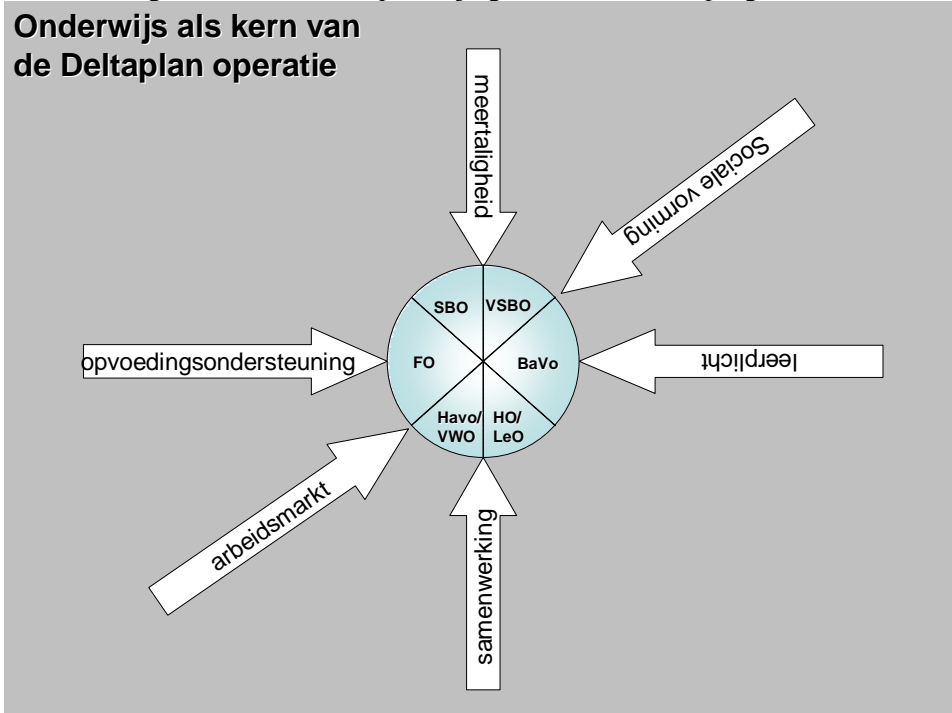 Onderwijs als kern van
de Deltaplan operatie
meertaligheid
Sociale vorming
SBO
VSBO
opvoedingsondersteuning
FO
BaVo
leerplicht
Havo/
VWO
HO/
LeO
arbeidsmarkt
samenwerking